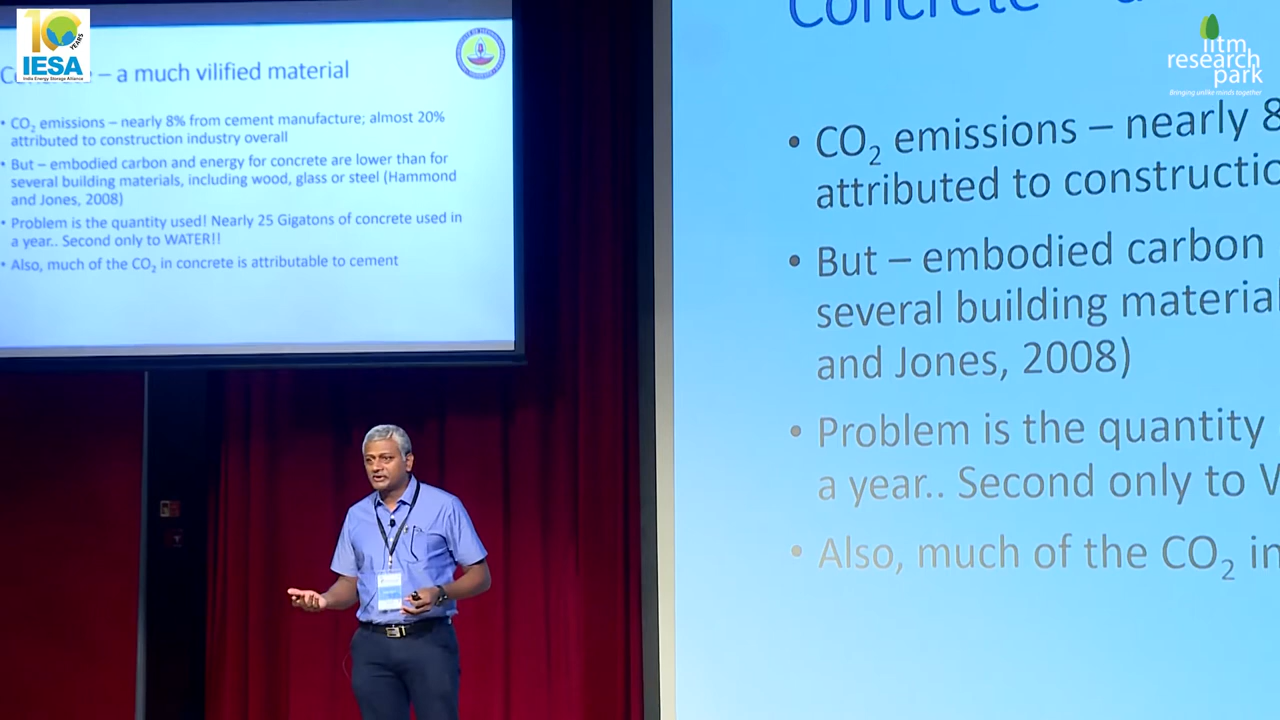 10 YEARS
IESA
India Energy Storage Alliance
– a much vilified material
• CO₂ emissions – nearly 8% from cement manufacture; almost 20%
attributed to construction industry overall
• But – embodied carbon and energy for concrete are lower than for
several building materials, including wood, glass or steel (Hammond
and Jones, 2008)
• Problem is the quantity used! Nearly 25 Gigatons of concrete used in
a year.. Second only to WATER!!
• Also, much of the CO₂ in concrete is attributable to cement
Concrete –
• CO₂ emissions – nearly 8
attributed to constructio
• But – embodied carbon
several building material
and Jones, 2008)
• Problem is the quantity
a year.. Second only to W
• Also, much of the CO₂ in
iitm
research
park
Bringing unlike minds together